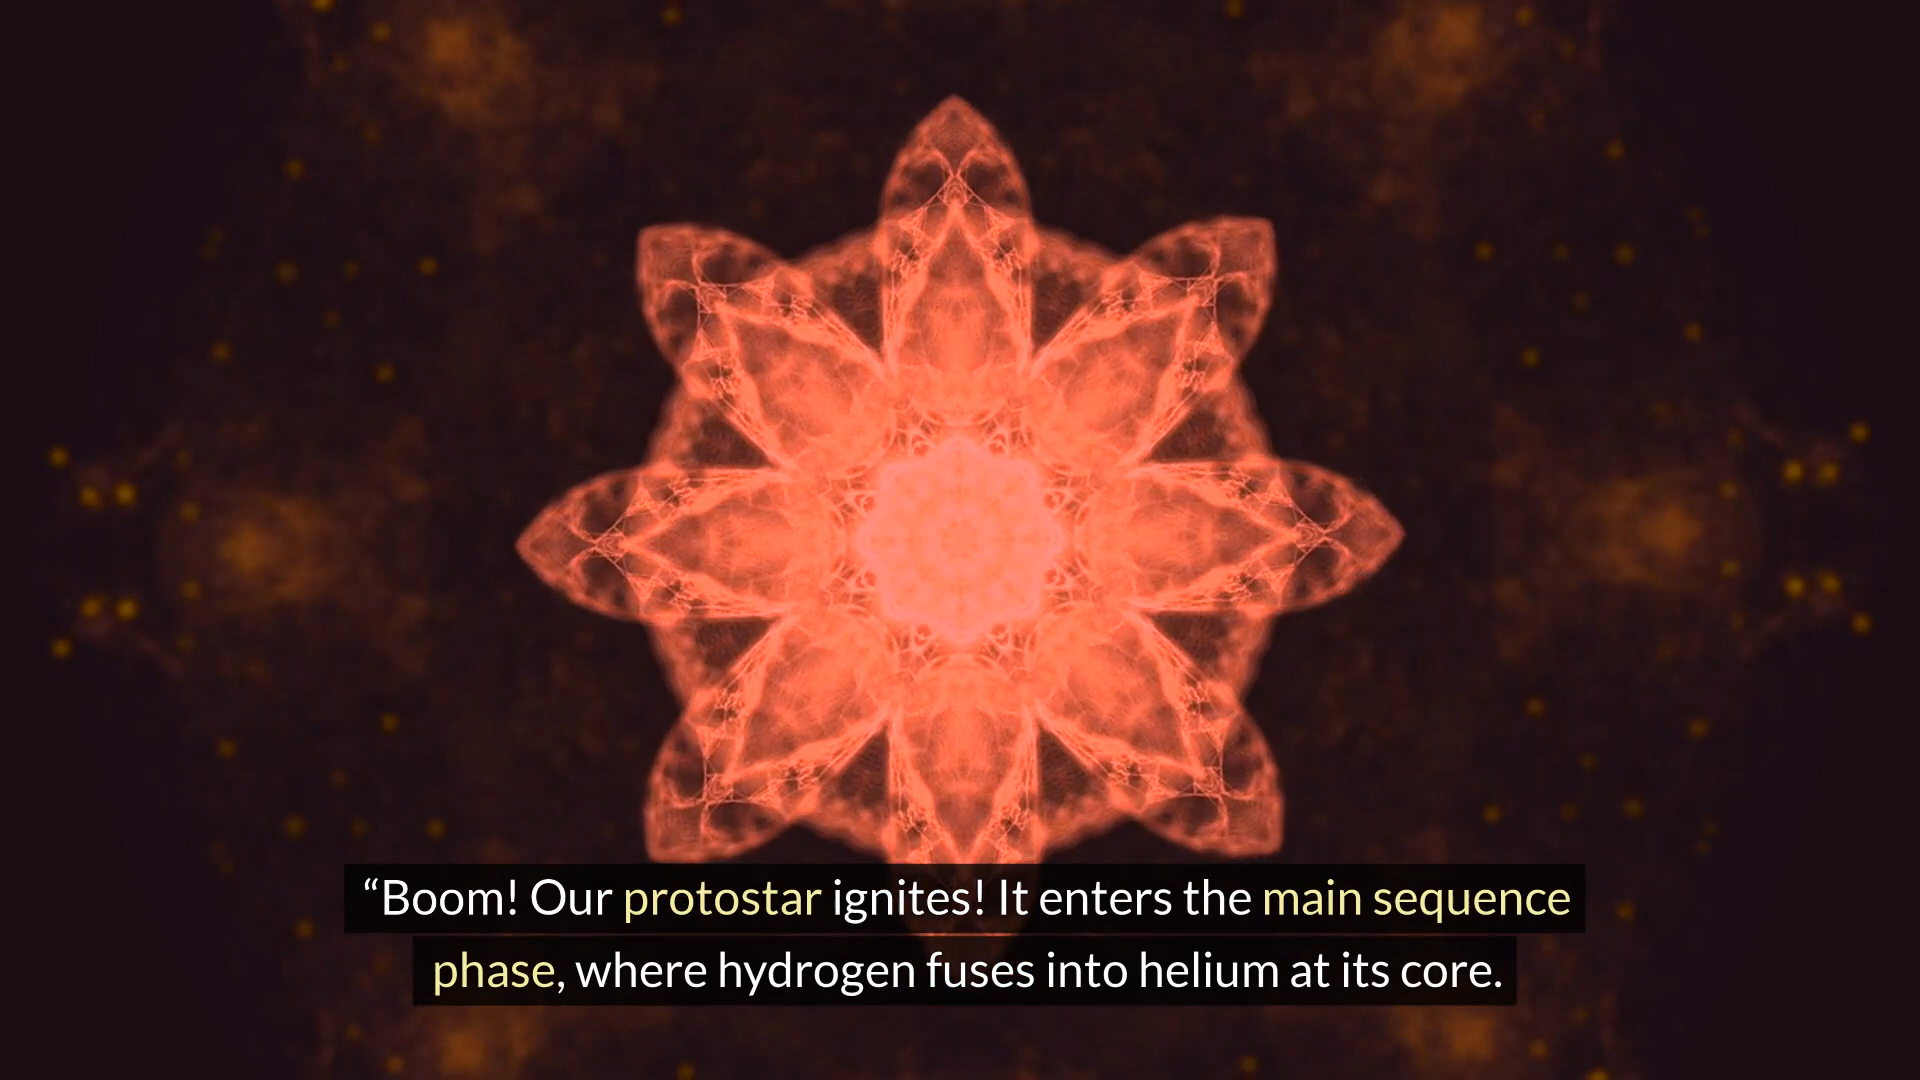 “Boom! Our protostar ignites! It enters the main sequence
phase, where hydrogen fuses into helium at its core.